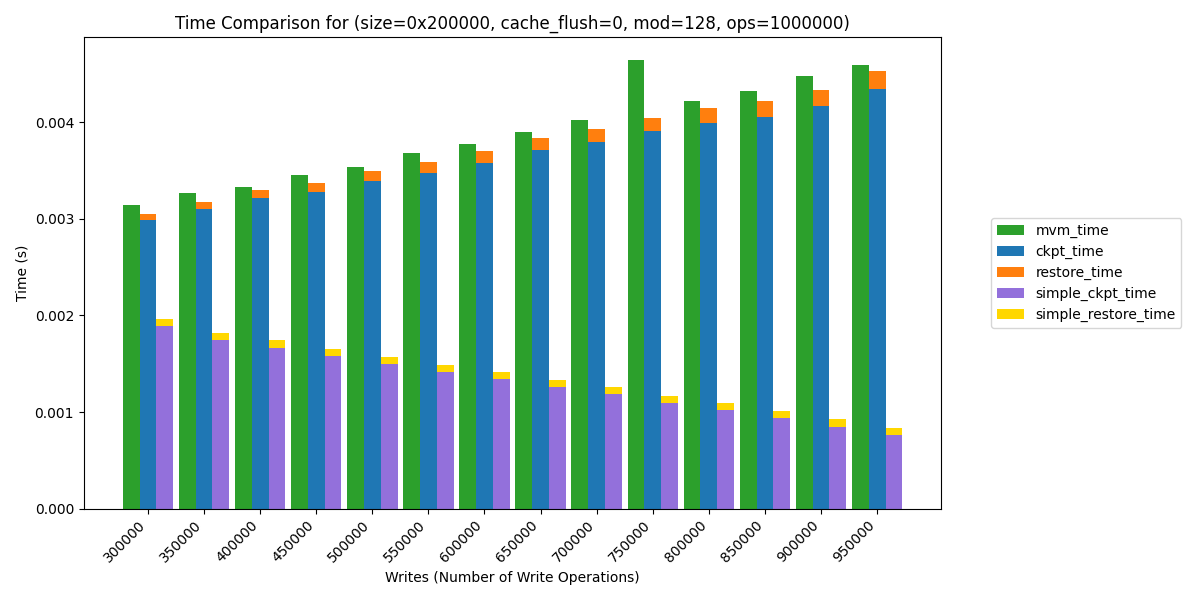 Time Comparison for (size=0x200000, cache_flush=0, mod=128, ops=1000000)
Time (s)
0.004
0.003
0.002
0.001
0.000
300000
350000
400000
450000
500000
550000
600000
650000
700000
750000
800000
850000
900000
950000
Writes (Number of Write Operations)
mvm_time
ckpt_time
restore_time
simple_ckpt_time
simple_restore_time